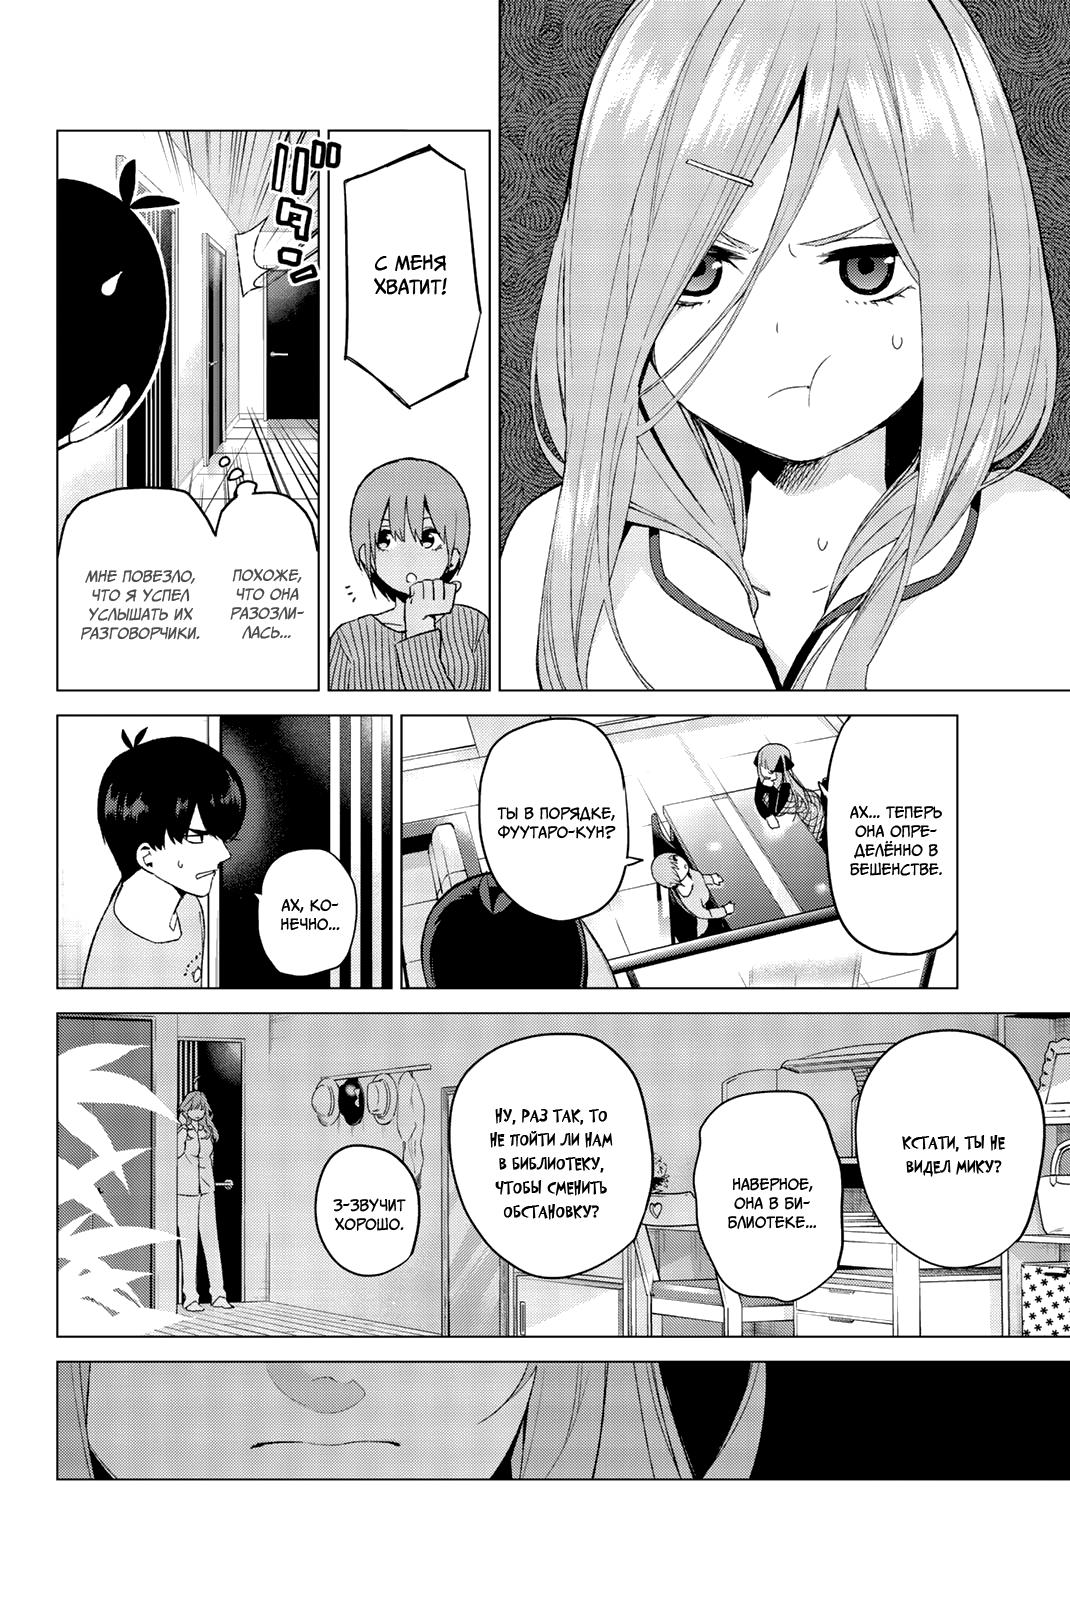 С МЕНЯ
ХВАТИТ!
ПОХОЖЕ,
ЧТО ОНА
РАЗОЗЛИ-
ЛАСЬ...
МНЕ ПОВЕЗЛО,
ЧТО Я УСПЕЛ
УСЛЫШАТЬ ИХ
РАЗГОВОРЧИКИ.
АХ... ТЕПЕРЬ
ОНА ОПРЕ-
ДЕЛЁННО В
БЕШЕНСТВЕ.
ТЫ В ПОРЯДКЕ,
ФУУТАРО-КУН?
АХ, КО-
НЕЧНО...
КСТАТИ, ТЫ НЕ
ВИДЕЛ МИКУ?
НАВЕРНОЕ,
ОНА В БИ-
БЛИОТЕКЕ...
НУ, РАЗ ТАК, ТО
НЕ ПОЙТИ ЛИ НАМ
В БИБЛИОТЕКУ,
ЧТОБЫ СМЕНИТЬ
ОБСТАНОВКУ?
З-ЗВУЧИТ
ХОРОШО.